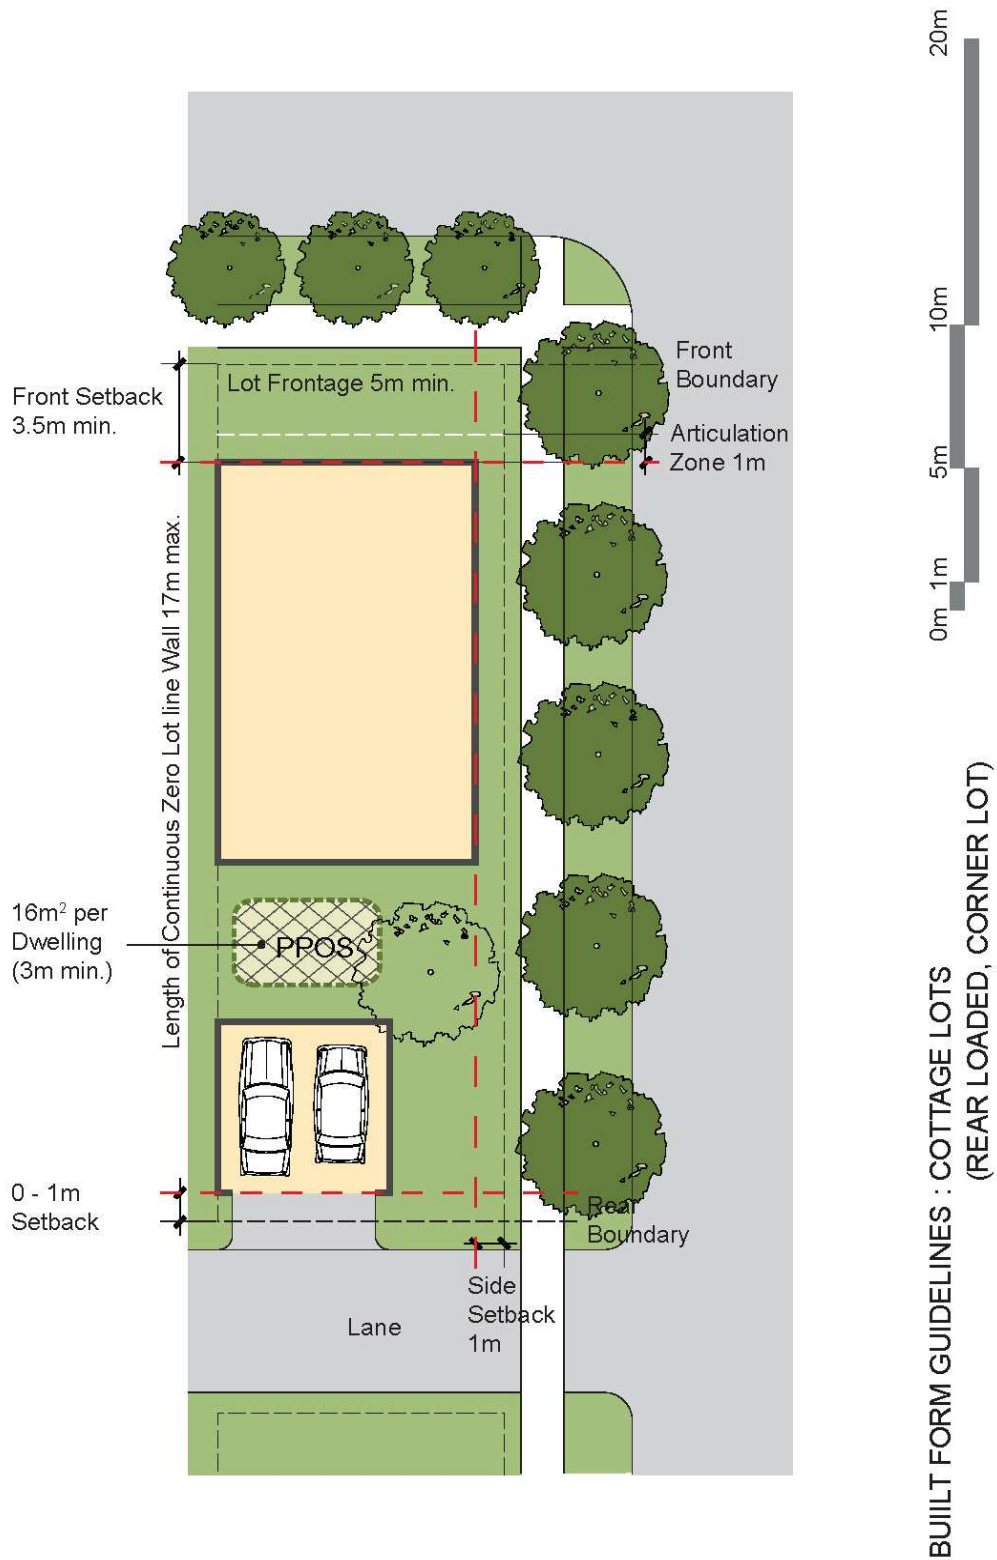 Front Setback
3.5m min.
Lot Frontage 5m min.
Front
Boundary
Articulation
Zone 1m
Length of Continuous Zero Lot line Wall 17m max.
16m² per
Dwelling
(3m min.)
PPOS
0 - 1m
Setback
Rear
Boundary
Side
Setback
1m
Lane
0m 1m 5m 10m 20m
BUIILT FORM GUIDELINES : COTTAGE LOTS
(REAR LOADED, CORNER LOT)